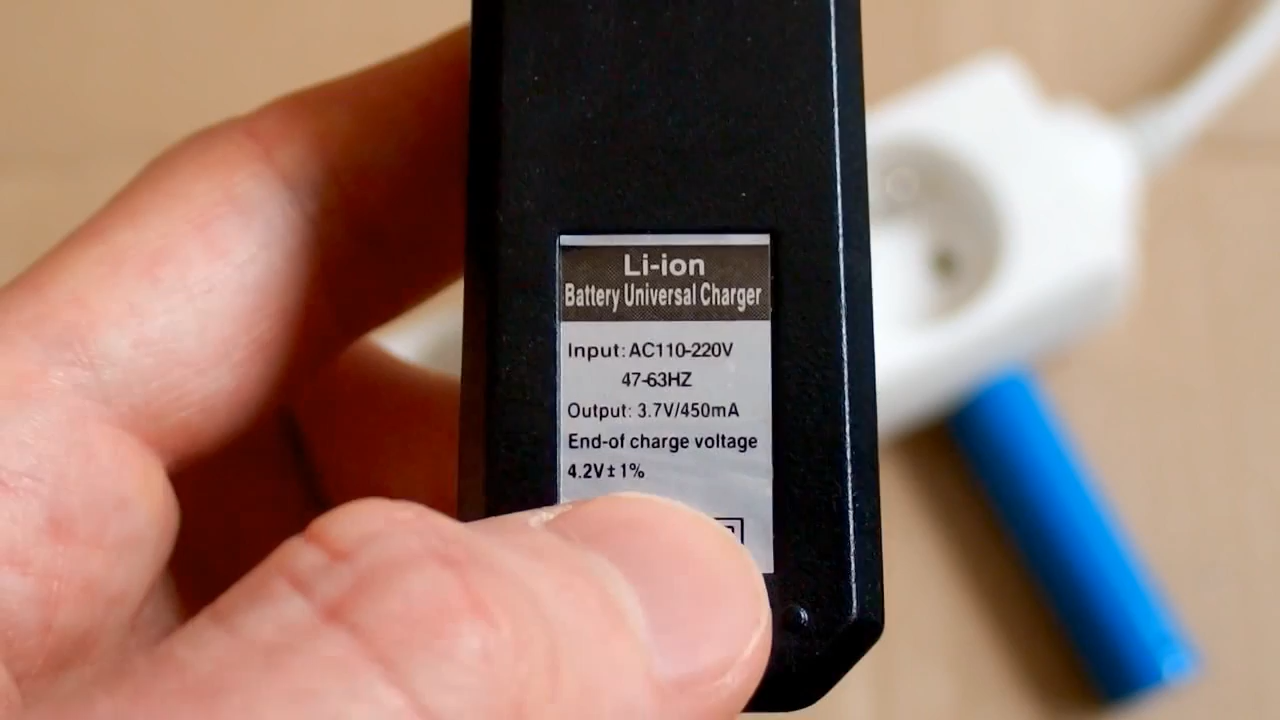 Li-ion
Battery Universal Charger
Input: AC110-220V
47-63HZ
Output: 3.7V/450mA
End-of charge voltage
4.2V±1%